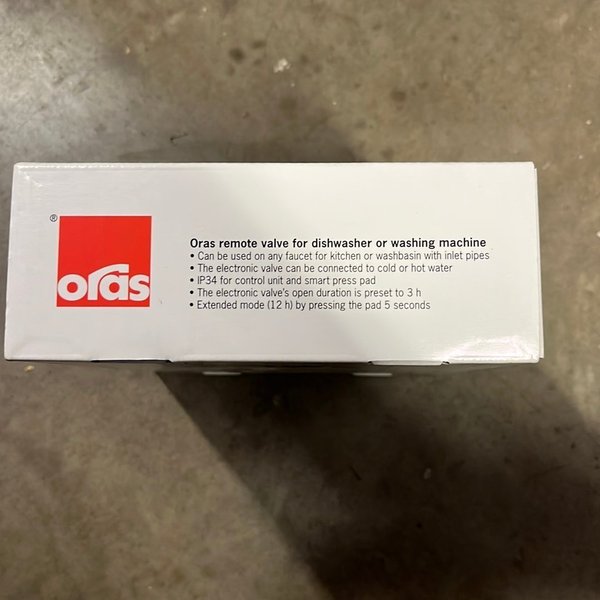 ®
oras
Oras remote valve for dishwasher or washing machine
• Can be used on any faucet for kitchen or washbasin with inlet pipes
• The electronic valve can be connected to cold or hot water
• IP34 for control unit and smart press pad
• The electronic valve's open duration is preset to 3 h
• Extended mode (12 h) by pressing the pad 5 seconds